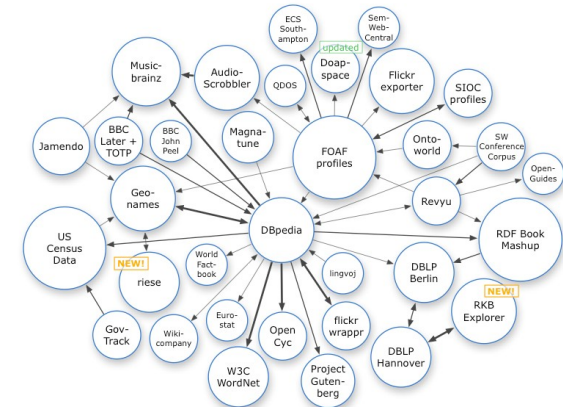 ECS
South-
ampton
Sem-
Web-
Central
updated
Doap-
space
Music-
brainz
Audio-
Scrobbler
QDOS
Flickr
exporter
SIOC
profiles
BBC
Later +
TOTP
BBC
John
Peel
Magna-
tune
FOAF
profiles
Onto-
world
SW
Conference
Corpus
Jamendo
Open-
Guides
Geo-
names
Revyu
DBpedia
US
Census
Data
NEW!
riese
World
Fact-
book
lingvoj
DBLP
Berlin
RDF Book
Mashup
NEW!
RKB
Explorer
Gov-
Track
Wiki-
company
Euro-
stat
Open
Cyc
flickr
wrappr
DBLP
Hannover
W3C
WordNet
Project
Guten-
berg